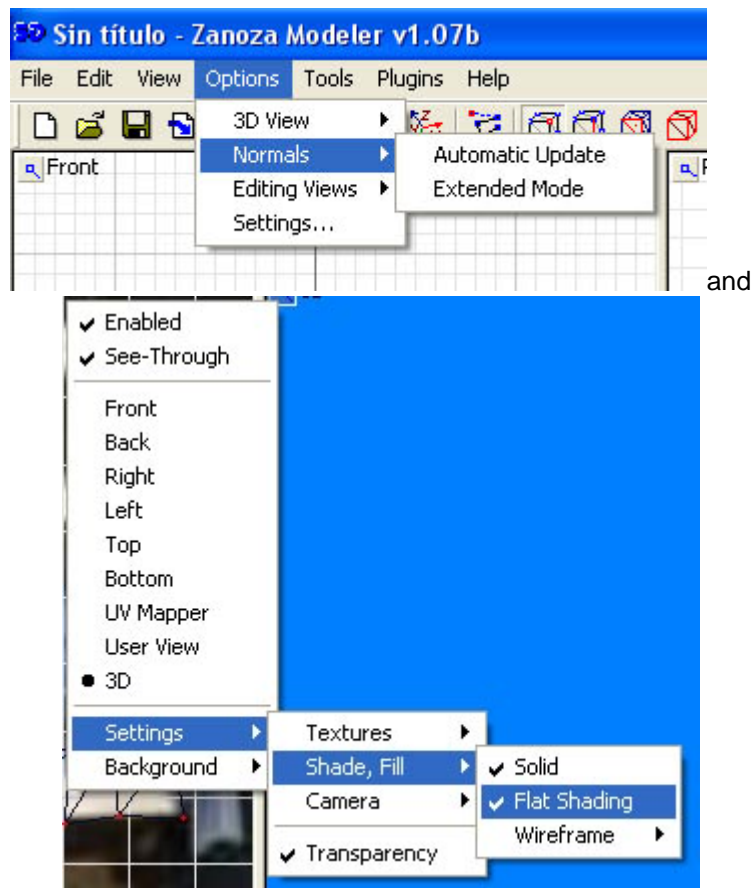 Sin título - Zanoza Modeler v1.07b
File Edit View Options Tools Plugins Help
3D View
Normals
Automatic Update
Editing Views
Extended Mode
Settings...
Front
and
Enabled
See-Through
Front
Back
Right
Left
Top
Bottom
UV Mapper
User View
3D
Settings
Background
Textures
Shade, Fill
Camera
Transparency
Solid
Flat Shading
Wireframe